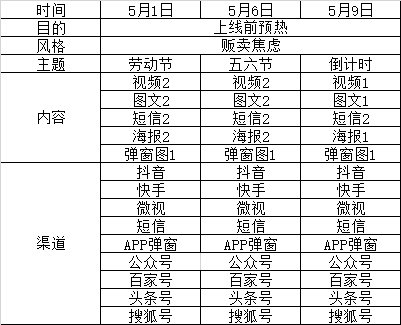 时间 5月1日 5月6日 5月9日
目的 上线前预热
风格 贩卖焦虑
主题 劳动节 五六节 倒计时
内容 视频2 视频2 视频1
图文2 图文2 图文1
短信2 短信2 短信2
海报2 海报2 海报1
弹窗图1 弹窗图1 弹窗图1
渠道 抖音 抖音 抖音
快手 快手 快手
微视 微视 微视
短信 短信 短信
APP弹窗 APP弹窗 APP弹窗
公众号 公众号 公众号
百家号 百家号 百家号
头条号 头条号 头条号
搜狐号 搜狐号 搜狐号